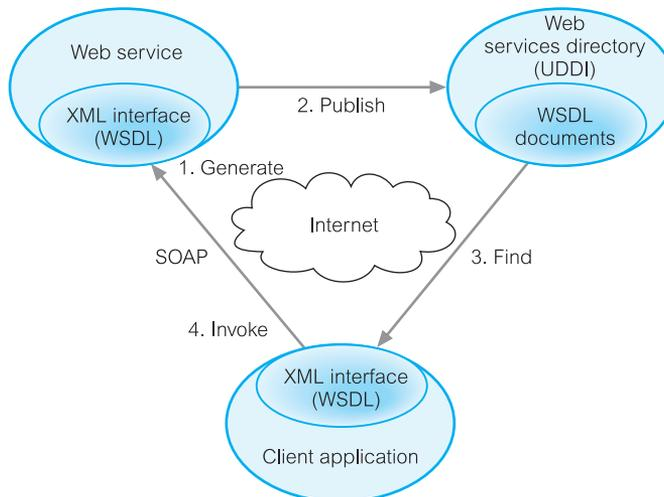 Web service
XML interface
(WSDL)
2. Publish
Web
services directory
(UDDI)
WSDL
documents
1. Generate
Internet
SOAP
3. Find
4. Invoke
XML interface
(WSDL)
Client application